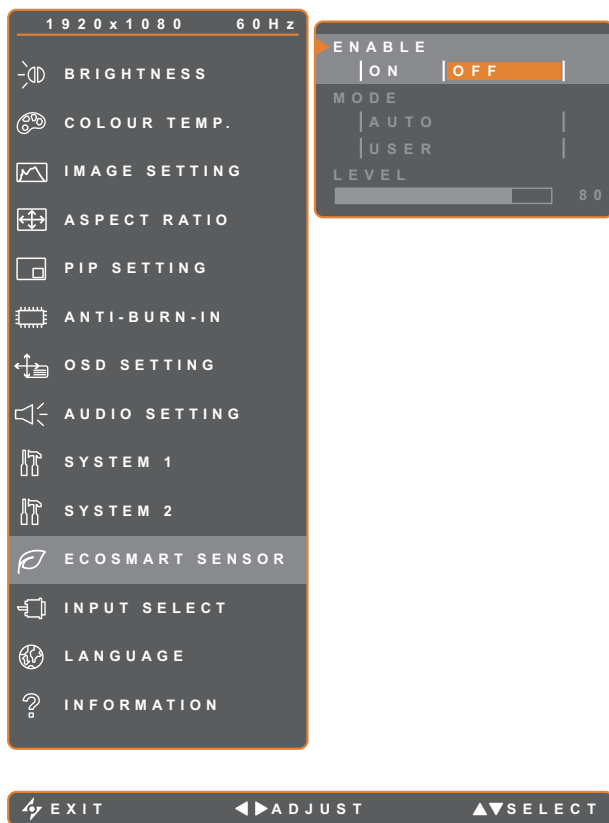 1920x1080 60Hz
BRIGHTNESS
COLOUR TEMP.
IMAGE SETTING
ASPECT RATIO
PIP SETTING
ANTI-BURN-IN
OSD SETTING
AUDIO SETTING
SYSTEM 1
SYSTEM 2
ECOSMART SENSOR
INPUT SELECT
LANGUAGE
INFORMATION
ENABLE
ON OFF
MODE
AUTO
USER
LEVEL
80
EXIT ADJUST SELECT